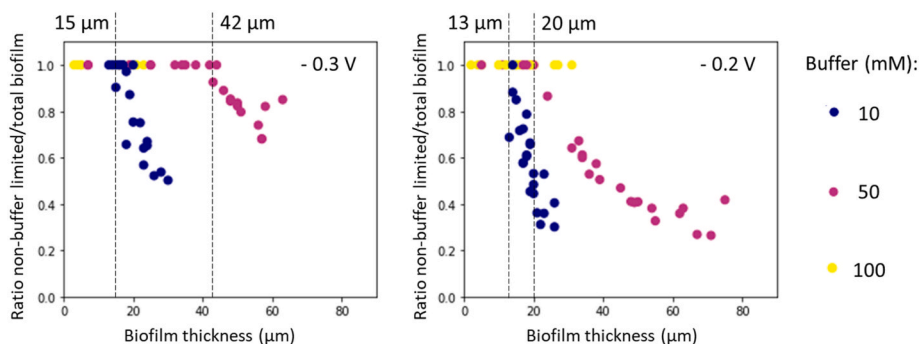 15 µm
42 µm
Ratio non-buffer limited/total biofilm
1.0
0.8
0.6
0.4
0.2
0.0
- 0.3 V
0
20
40
60
80
Biofilm thickness (µm)
13 µm
20 µm
Ratio non-buffer limited/total biofilm
1.0
0.8
0.6
0.4
0.2
0.0
- 0.2 V
0
20
40
60
80
Biofilm thickness (µm)
Buffer (mM):
10
50
100